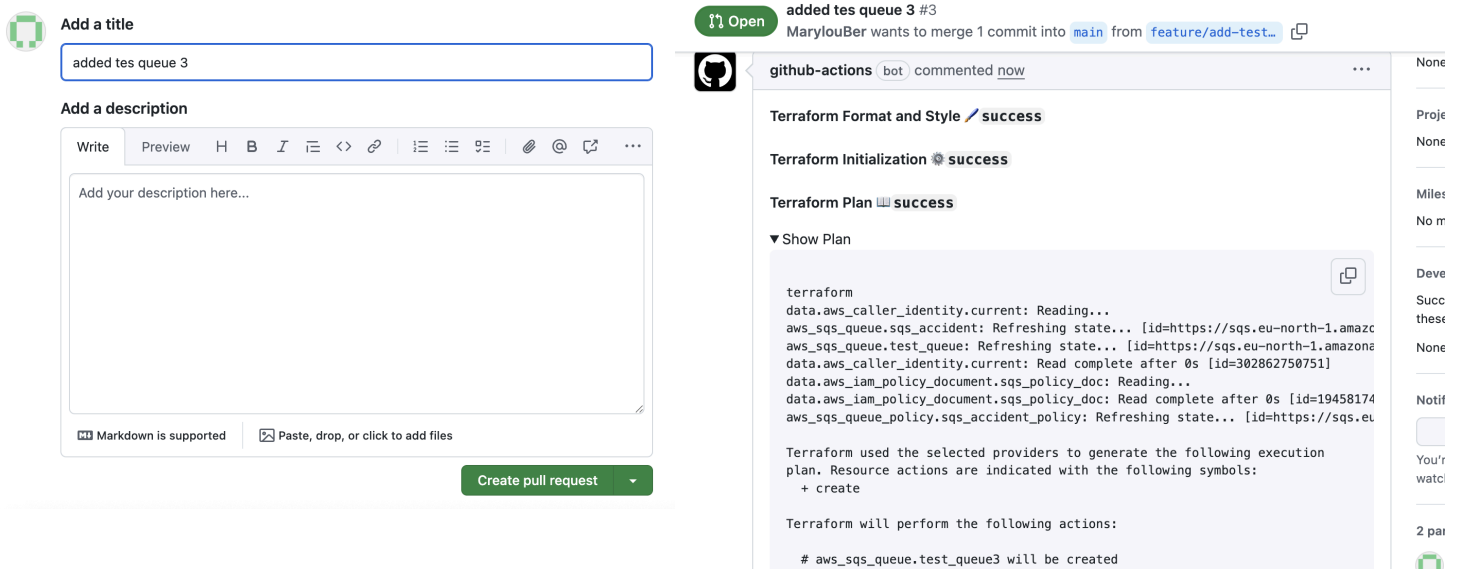 Add a title
added tes queue 3
Add a description
Write Preview
Add your description here...
Markdown is supported
Paste, drop, or click to add files
Create pull request
Open
added tes queue 3 #3
MarylouBer wants to merge 1 commit into main from feature/add-test…
github-actions bot commented now
Terraform Format and Style 🖌success
Terraform Initialization ⚙️success
Terraform Plan 📖success
▼ Show Plan
terraform
data.aws_caller_identity.current: Reading...
aws_sqs_queue.sqs_accident: Refreshing state... [id=https://sqs.eu-north-1.amazo
aws_sqs_queue.test_queue: Refreshing state... [id=https://sqs.eu-north-1.amazona
data.aws_caller_identity.current: Read complete after 0s [id=302862750751]
data.aws_iam_policy_document.sqs_policy_doc: Reading...
data.aws_iam_policy_document.sqs_policy_doc: Read complete after 0s [id=19458174
aws_sqs_queue_policy.sqs_accident_policy: Refreshing state... [id=https://sqs.eu
Terraform used the selected providers to generate the following execution
plan. Resource actions are indicated with the following symbols:
+ create
Terraform will perform the following actions:
# aws_sqs_queue.test_queue3 will be created
None
Proje
None
Miles
No m
Deve
Succ
these
None
Notif
You'r
watc
2 par